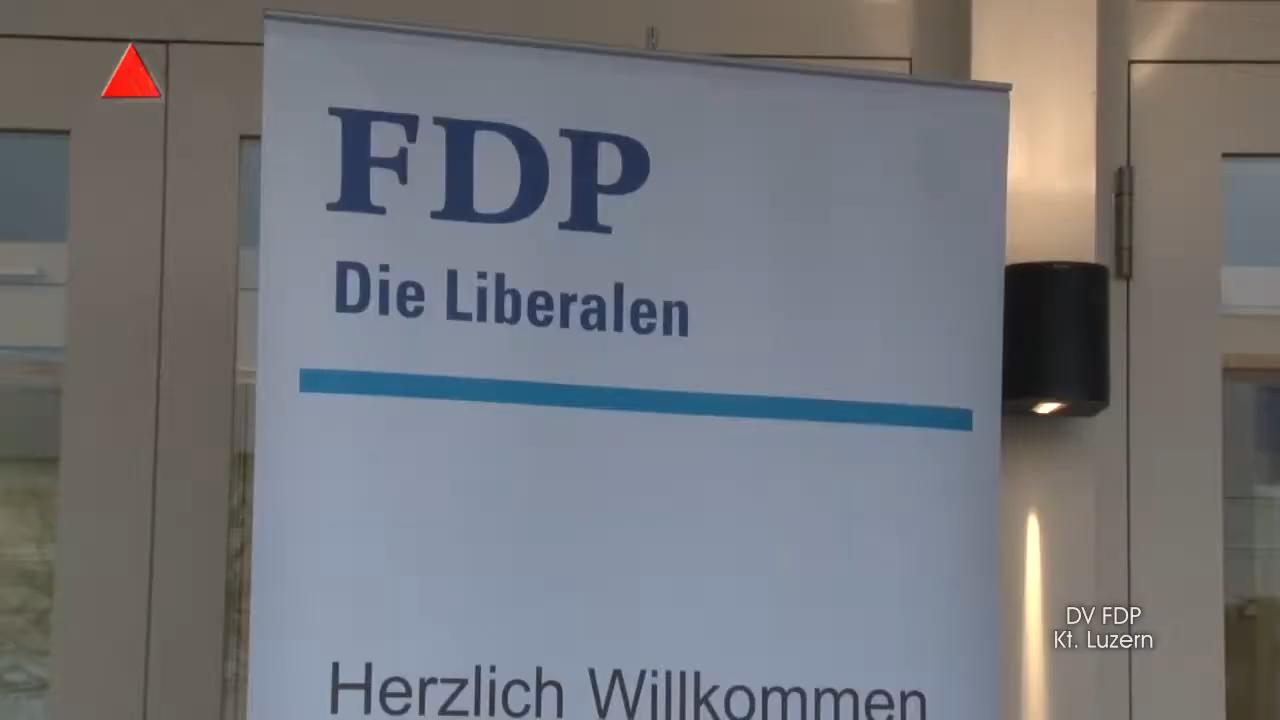 FDP
Die Liberalen
Herzlich Willkommen
DV FDP
Kt. Luzern